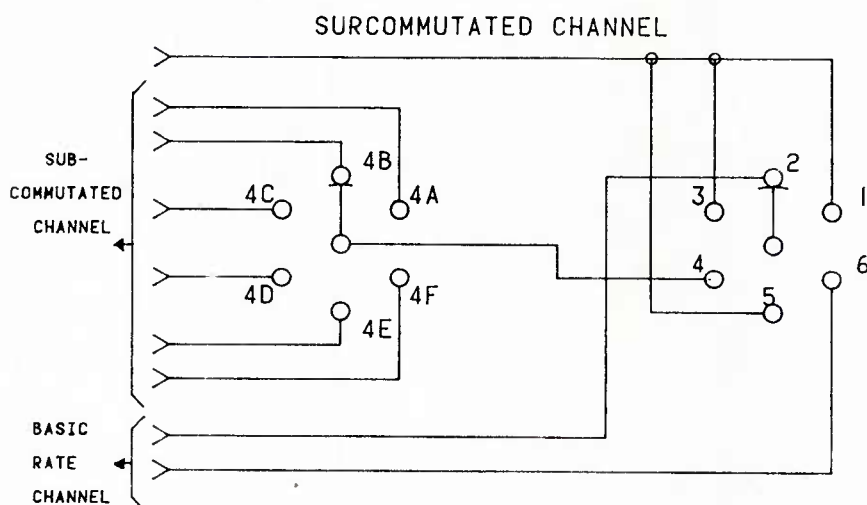 SURCOMMUTATED CHANNEL
SUB-
COMMUTATED
CHANNEL
4B
4C
4A
4D
4F
4E
2
3
1
4
6
5
BASIC
RATE
CHANNEL